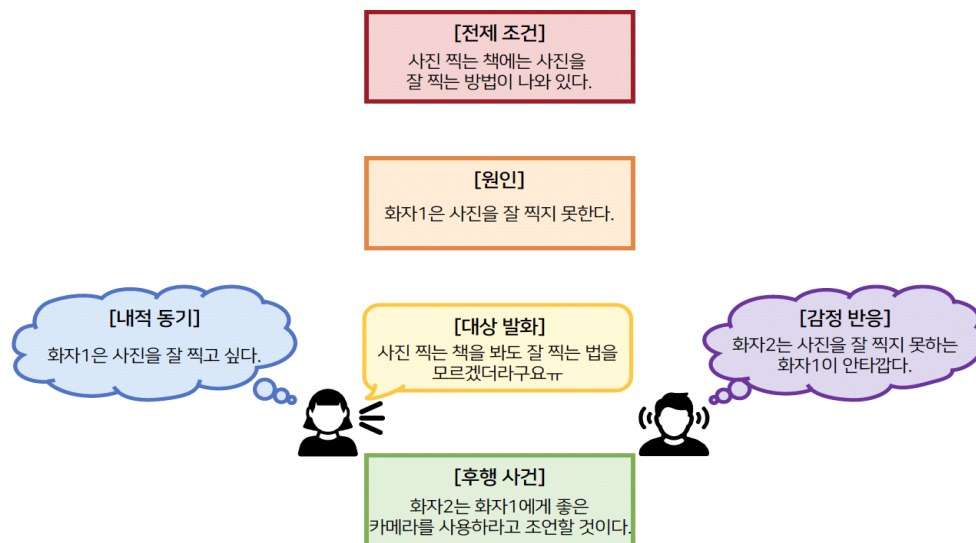 [전제 조건]
사진 찍는 책에는 사진을
잘 찍는 방법이 나와 있다.
[원인]
화자1은 사진을 잘 찍지 못한다.
[내적 동기]
화자1은 사진을 잘 찍고 싶다.
[대상 발화]
사진 찍는 책을 봐도 잘 찍는 법을
모르겠더라구요ㅠ
[감정 반응]
화자2는 사진을 잘 찍지 못하는
화자1이 안타깝다.
[후행 사건]
화자2는 화자1에게 좋은
카메라를 사용하라고 조언할 것이다.